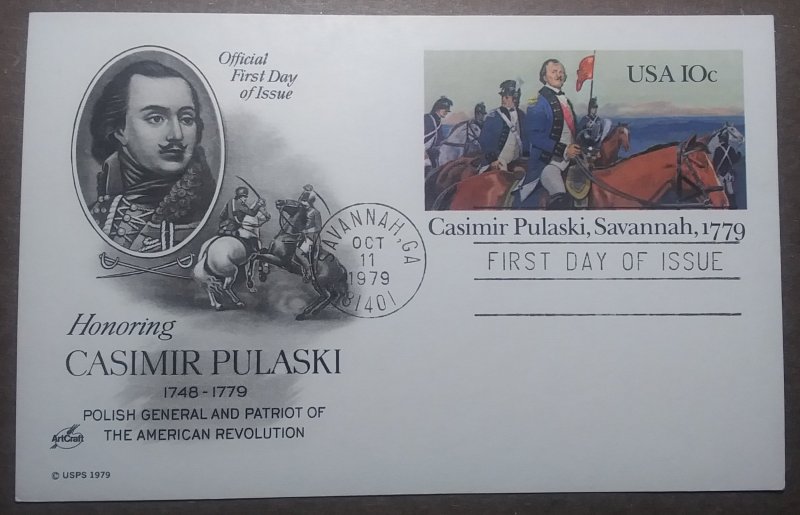 Official
First Day
of Issue
USA 10c
Casimir Pulaski, Savannah, 1779
SAVANNAH, GA
OCT
11
1979
31401
FIRST DAY OF ISSUE
Honoring
CASIMIR PULASKI
1748 - 1779
POLISH GENERAL AND PATRIOT OF
THE AMERICAN REVOLUTION
ArtCraft
© USPS 1979